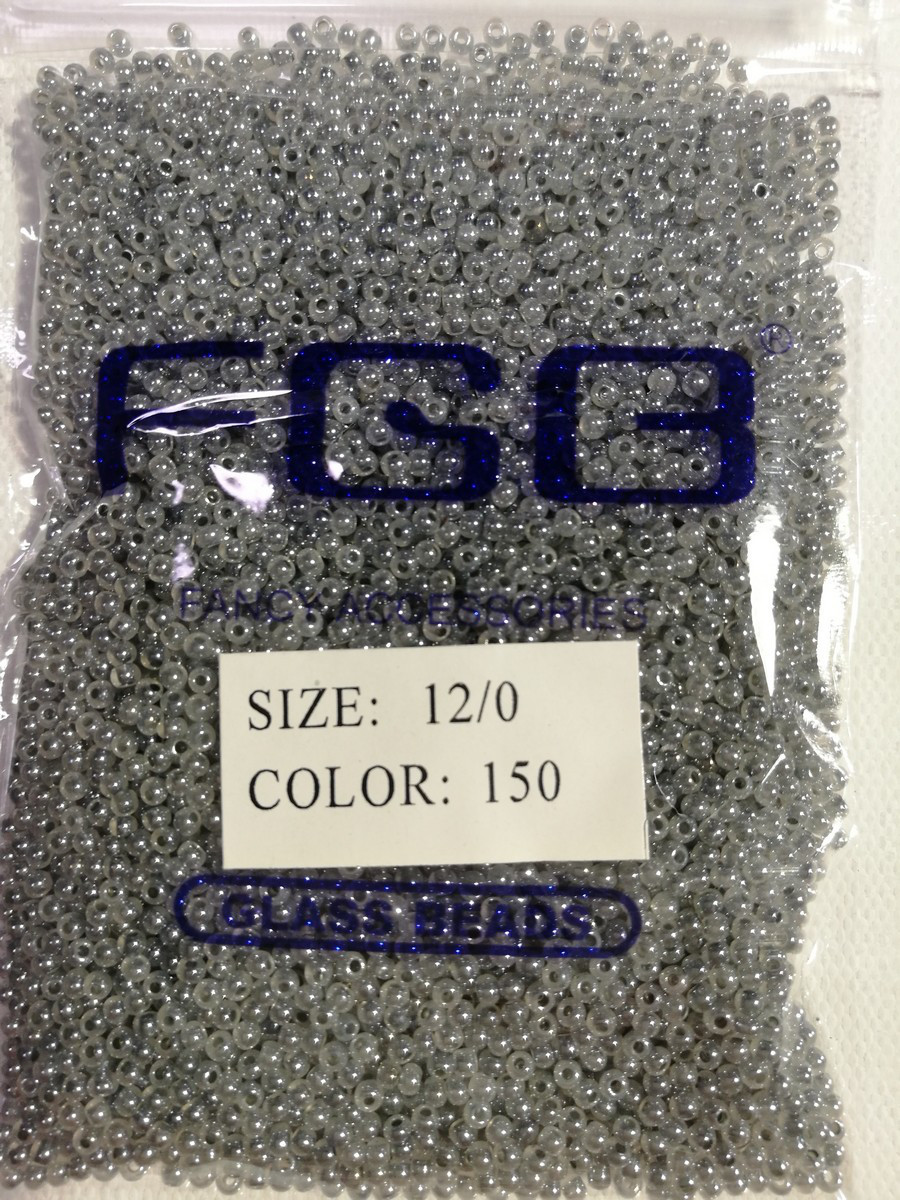 FGB®
FANCY ACCESSORIES
SIZE: 12/0
COLOR: 150
GLASS BEADS